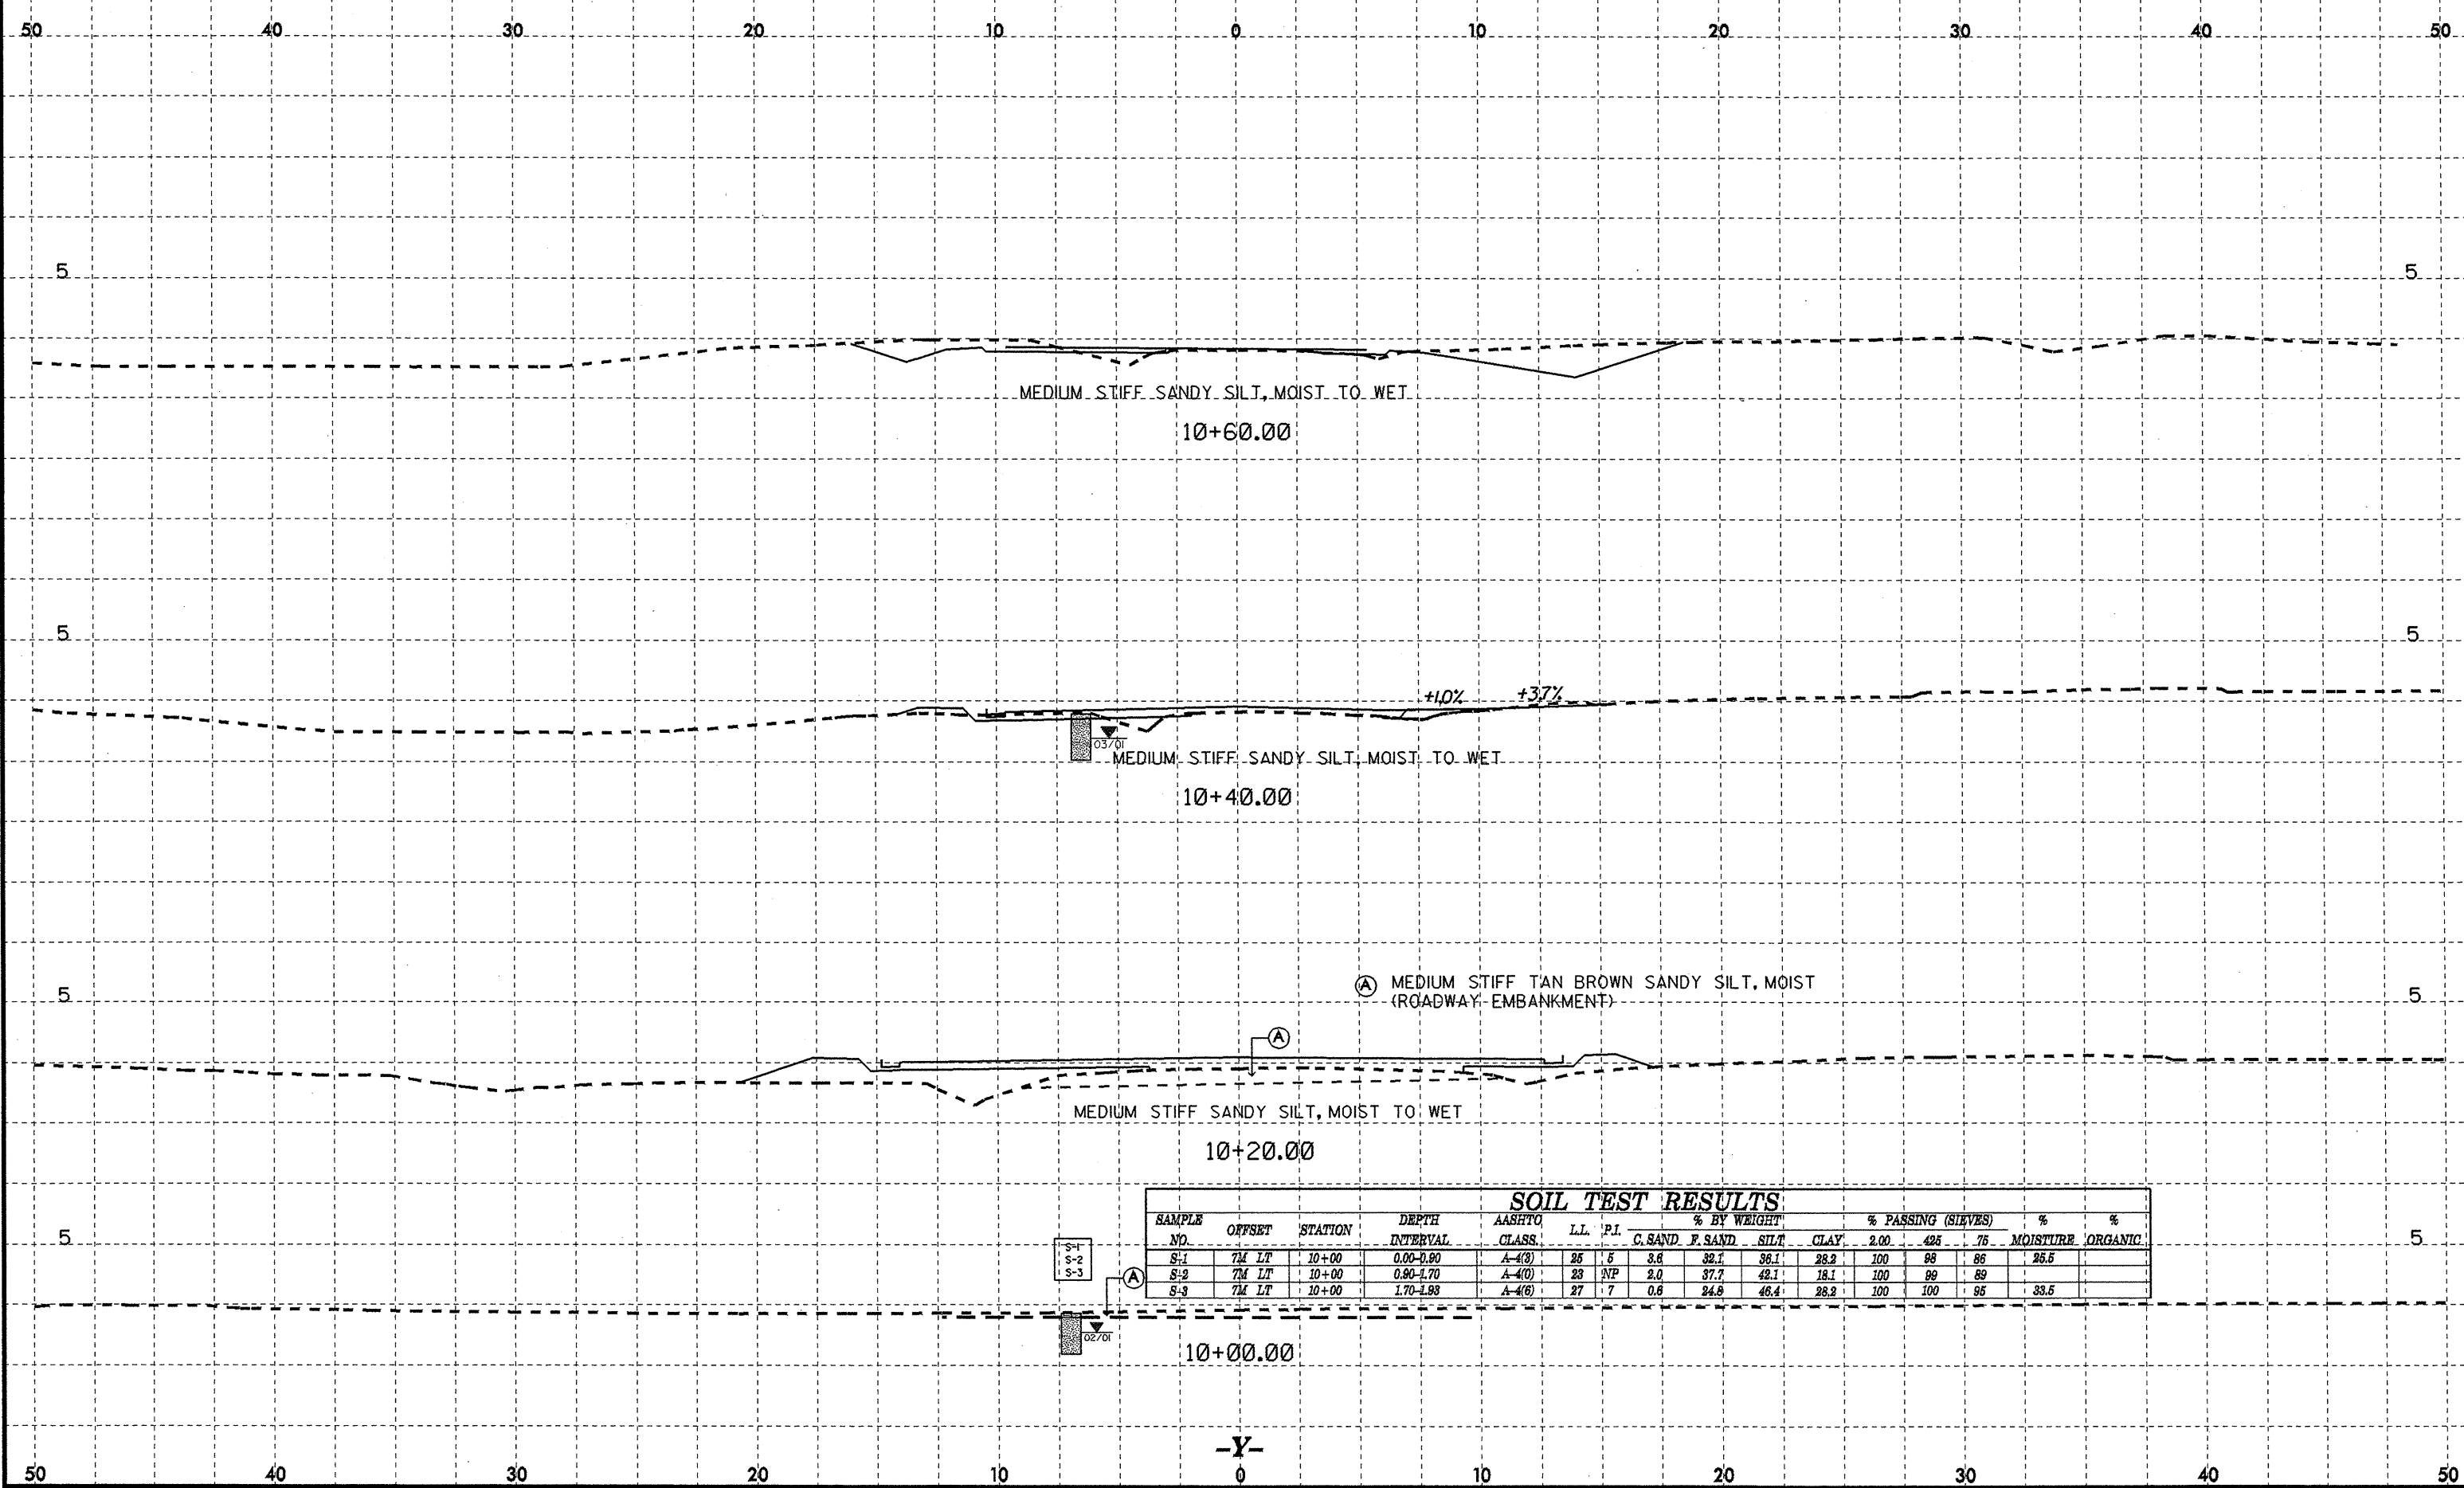 50 40 30 20 10 0 10 20 30 40 50
5 5
MEDIUM STIFF SANDY SILT, MOIST TO WET
10+60.00
5 5
+1.0% +3.7%
03/01
MEDIUM STIFF SANDY SILT, MOIST TO WET
10+40.00
A MEDIUM STIFF TAN BROWN SANDY SILT, MOIST
5 (ROADWAY EMBANKMENT) 5
A
MEDIUM STIFF SANDY SILT, MOIST TO WET
10+20.00
SOIL TEST RESULTS
SAMPLE NO. OFFSET STATION DEPTH INTERVAL AASHTO CLASS. L.L. P.I. % BY WEIGHT % PASSING (SIEVES) % MOISTURE % ORGANIC
C. SAND F. SAND SILT CLAY 2.00 425 75
S-1 7M LT 10+00 0.00-0.90 A-4(3) 25 5 3.6 32.1 36.1 28.2 100 98 86 25.5
S-2 7M LT 10+00 0.90-1.70 A-4(0) 23 NP 2.0 37.7 42.1 18.1 100 99 89
S-3 7M LT 10+00 1.70-1.93 A-4(6) 27 7 0.6 24.8 46.4 28.2 100 100 95 33.5
5 5
S-1
S-2
S-3
A
02/01
10+00.00
-Y-
50 40 30 20 10 0 10 20 30 40 50